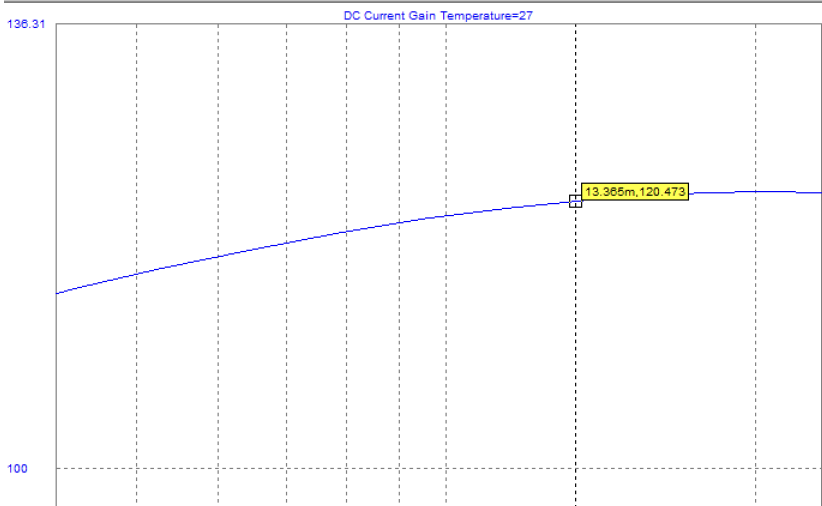 DC Current Gain Temperature=27
136.31
13.365m,120.473
100